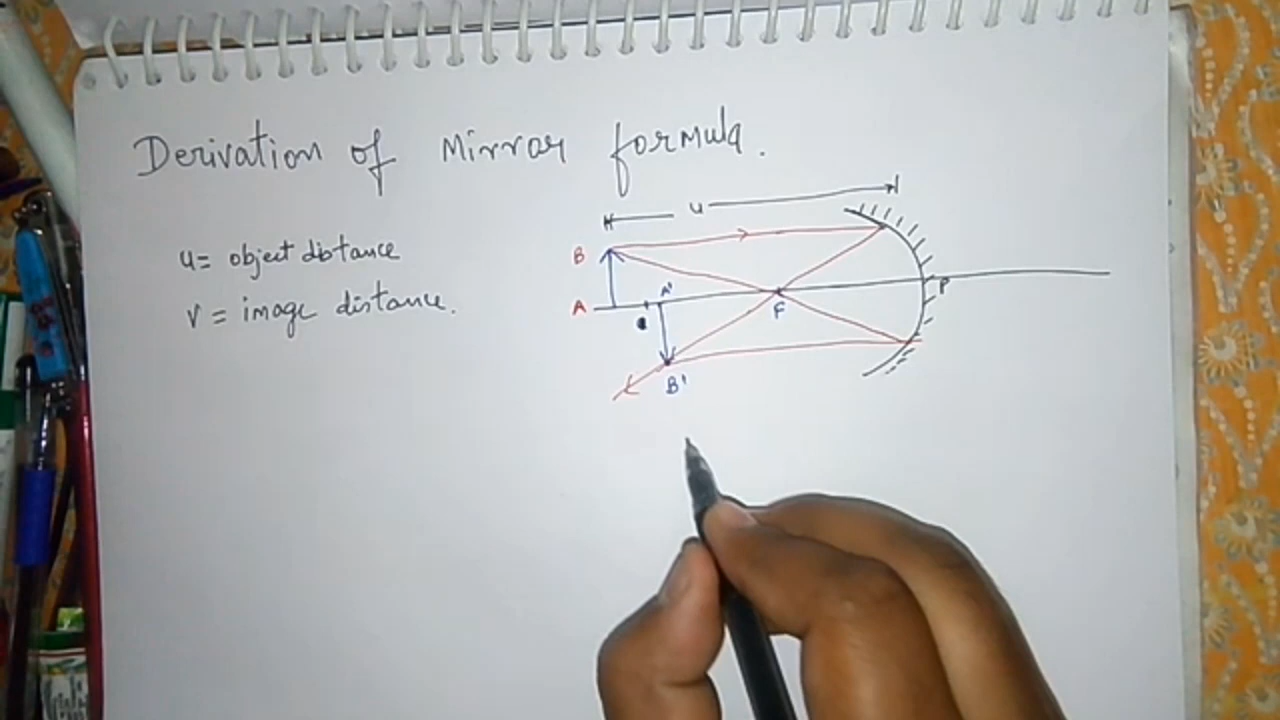 Derivation of Mirror formula.
u
u= object distance
v = image distance.
B
A
A'
F
P
B'